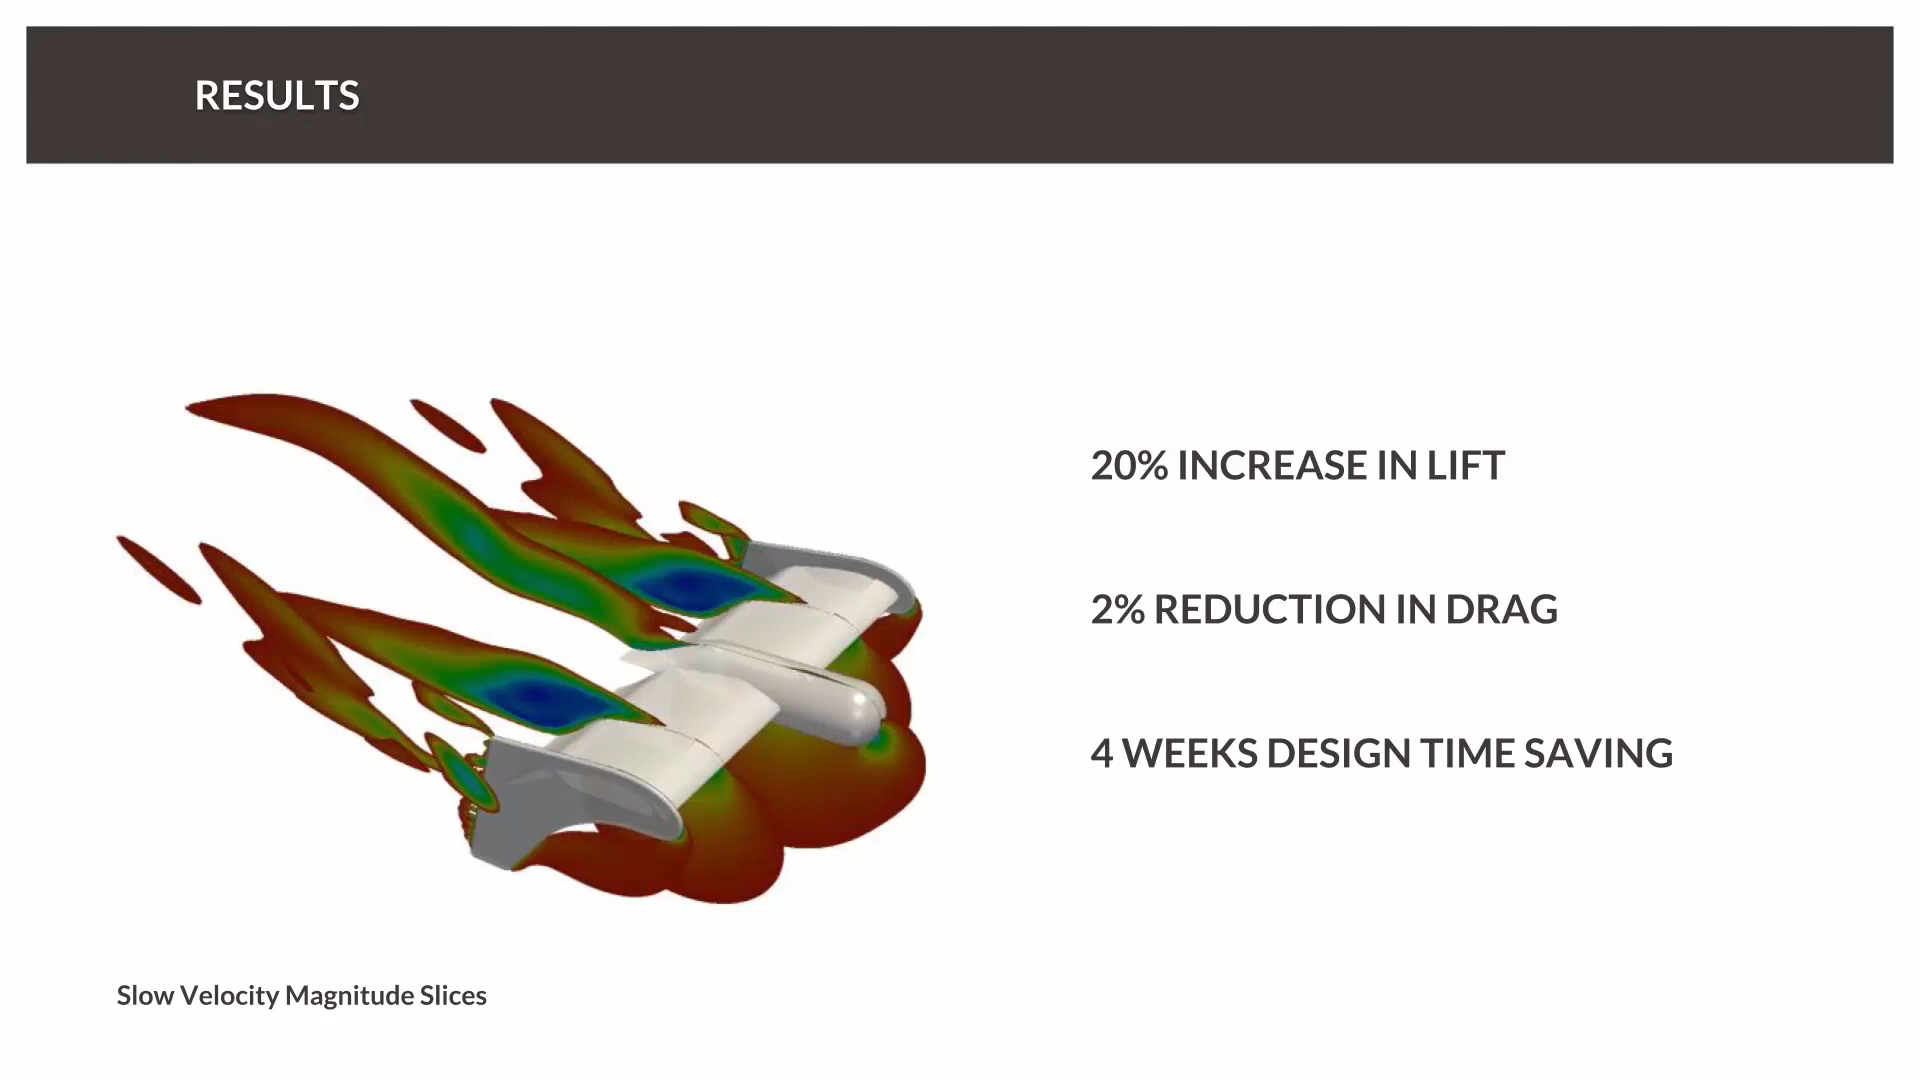 RESULTS
20% INCREASE IN LIFT
2% REDUCTION IN DRAG
4 WEEKS DESIGN TIME SAVING
Slow Velocity Magnitude Slices